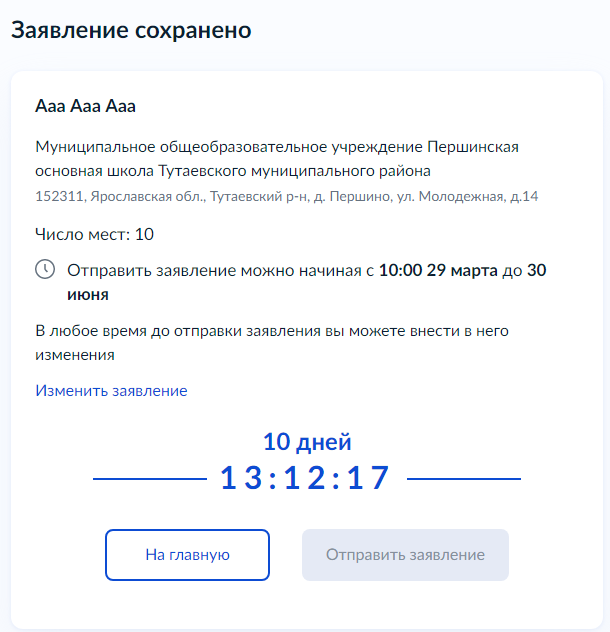 Заявление сохранено
Ааа Ааа Ааа
Муниципальное общеобразовательное учреждение Першинская
основная школа Тутаевского муниципального района
152311, Ярославская обл., Тутаевский р-н, д. Першино, ул. Молодежная, д.14
Число мест: 10
Отправить заявление можно начиная с 10:00 29 марта до 30
июня
В любое время до отправки заявления вы можете внести в него
изменения
Изменить заявление
10 дней
13:12:17
На главную
Отправить заявление